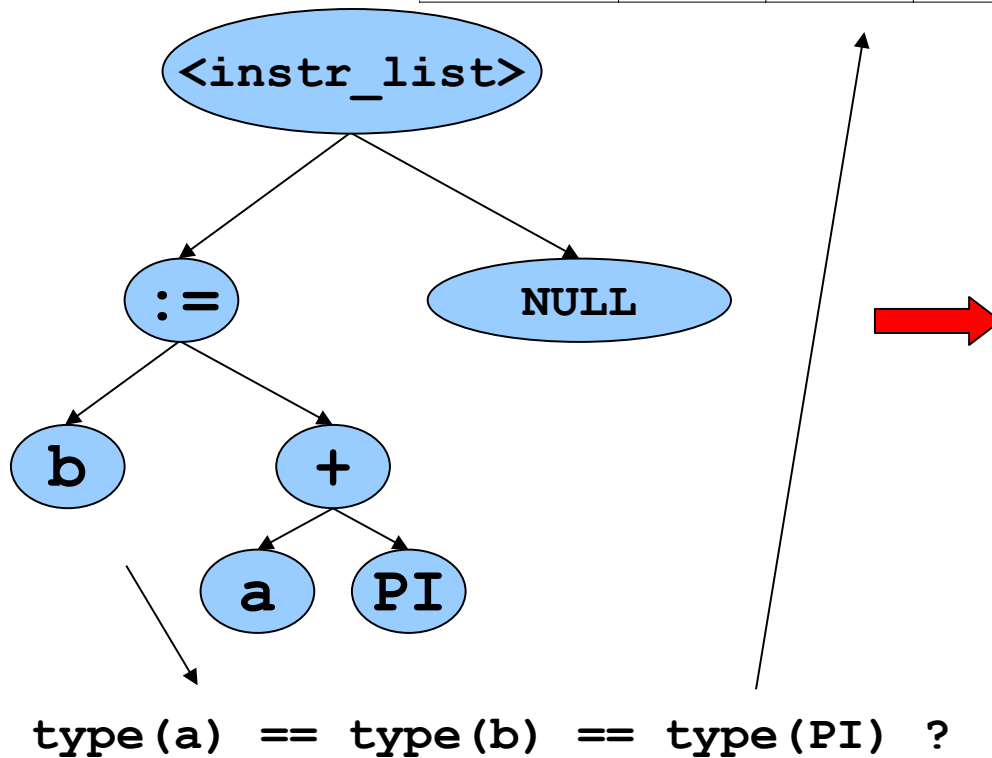 <instr_list>
:=
NULL
b
+
a
PI
type(a) == type(b) == type(PI) ?